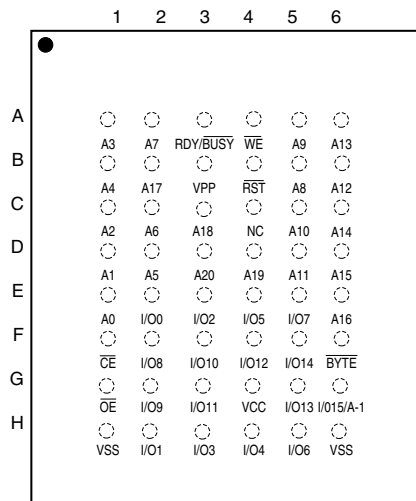 1 2 3 4 5 6
A
A3 A7 RDY/BUSY WE A9 A13
B
A4 A17 VPP RST A8 A12
C
A2 A6 A18 NC A10 A14
D
A1 A5 A20 A19 A11 A15
E
A0 I/O0 I/O2 I/O5 I/O7 A16
F
CE I/O8 I/O10 I/O12 I/O14 BYTE
G
OE I/O9 I/O11 VCC I/O13 I/015/A-1
H
VSS I/O1 I/O3 I/O4 I/O6 VSS